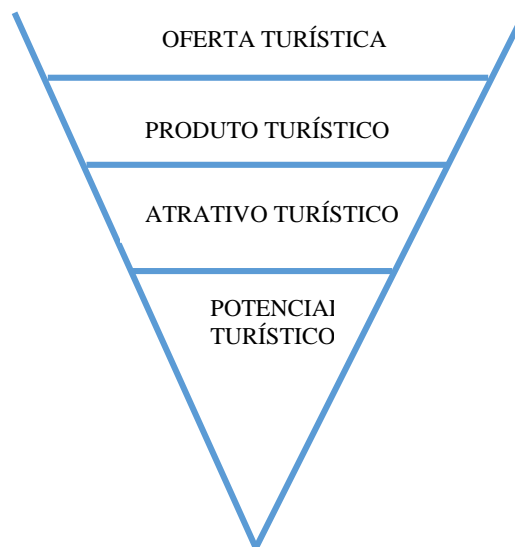 OFERTA TURÍSTICA
PRODUTO TURÍSTICO
ATRATIVO TURÍSTICO
POTENCIAL
TURÍSTICO